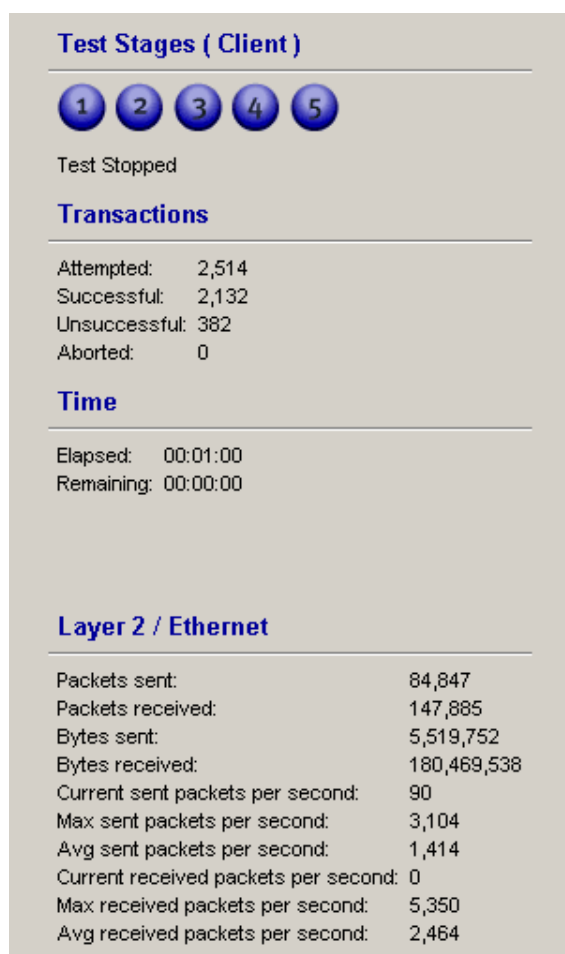 Test Stages ( Client )
1 2 3 4 5
Test Stopped
Transactions
Attempted: 2,514
Successful: 2,132
Unsuccessful: 382
Aborted: 0
Time
Elapsed: 00:01:00
Remaining: 00:00:00
Layer 2 / Ethernet
Packets sent: 84,847
Packets received: 147,885
Bytes sent: 5,519,752
Bytes received: 180,469,538
Current sent packets per second: 90
Max sent packets per second: 3,104
Avg sent packets per second: 1,414
Current received packets per second: 0
Max received packets per second: 5,350
Avg received packets per second: 2,464